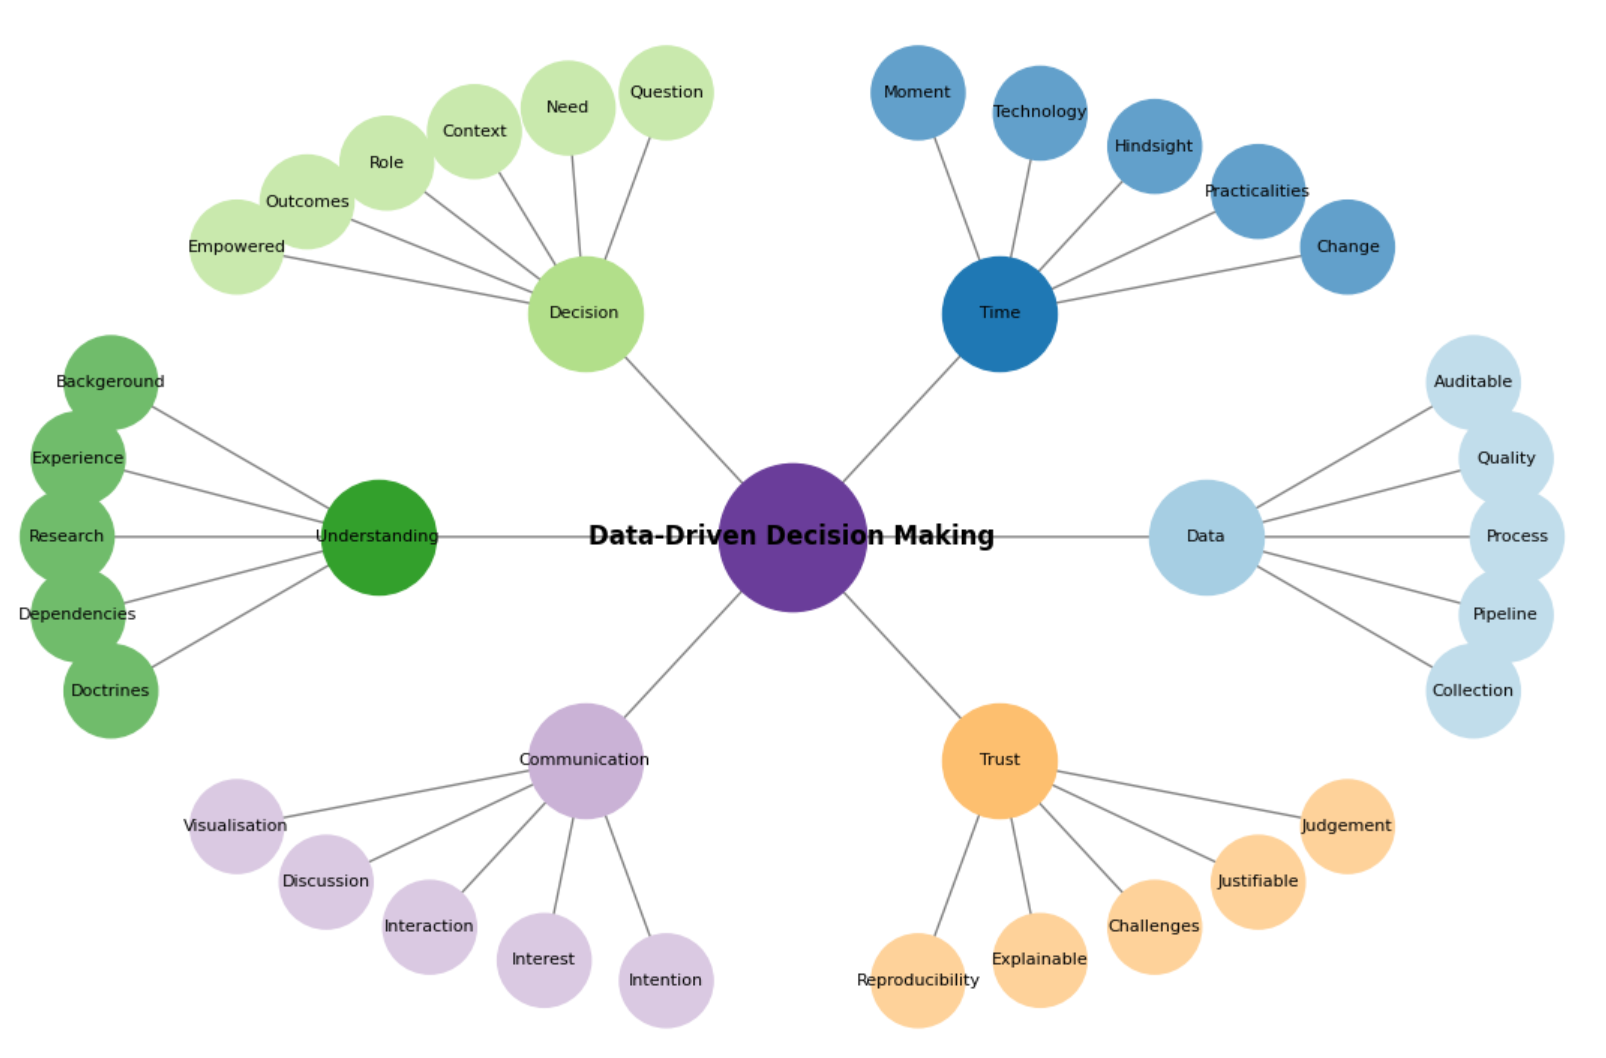 Question
Moment
Need
Technology
Context
Hindsight
Role
Practicalities
Outcomes
Empowered
Change
Decision
Time
Backgeround
Auditable
Experience
Quality
Research
Understanding
Data-Driven Decision Making
Data
Process
Dependencies
Pipeline
Doctrines
Collection
Communication
Trust
Visualisation
Judgement
Discussion
Justifiable
Interaction
Challenges
Interest
Explainable
Intention
Reproducibility